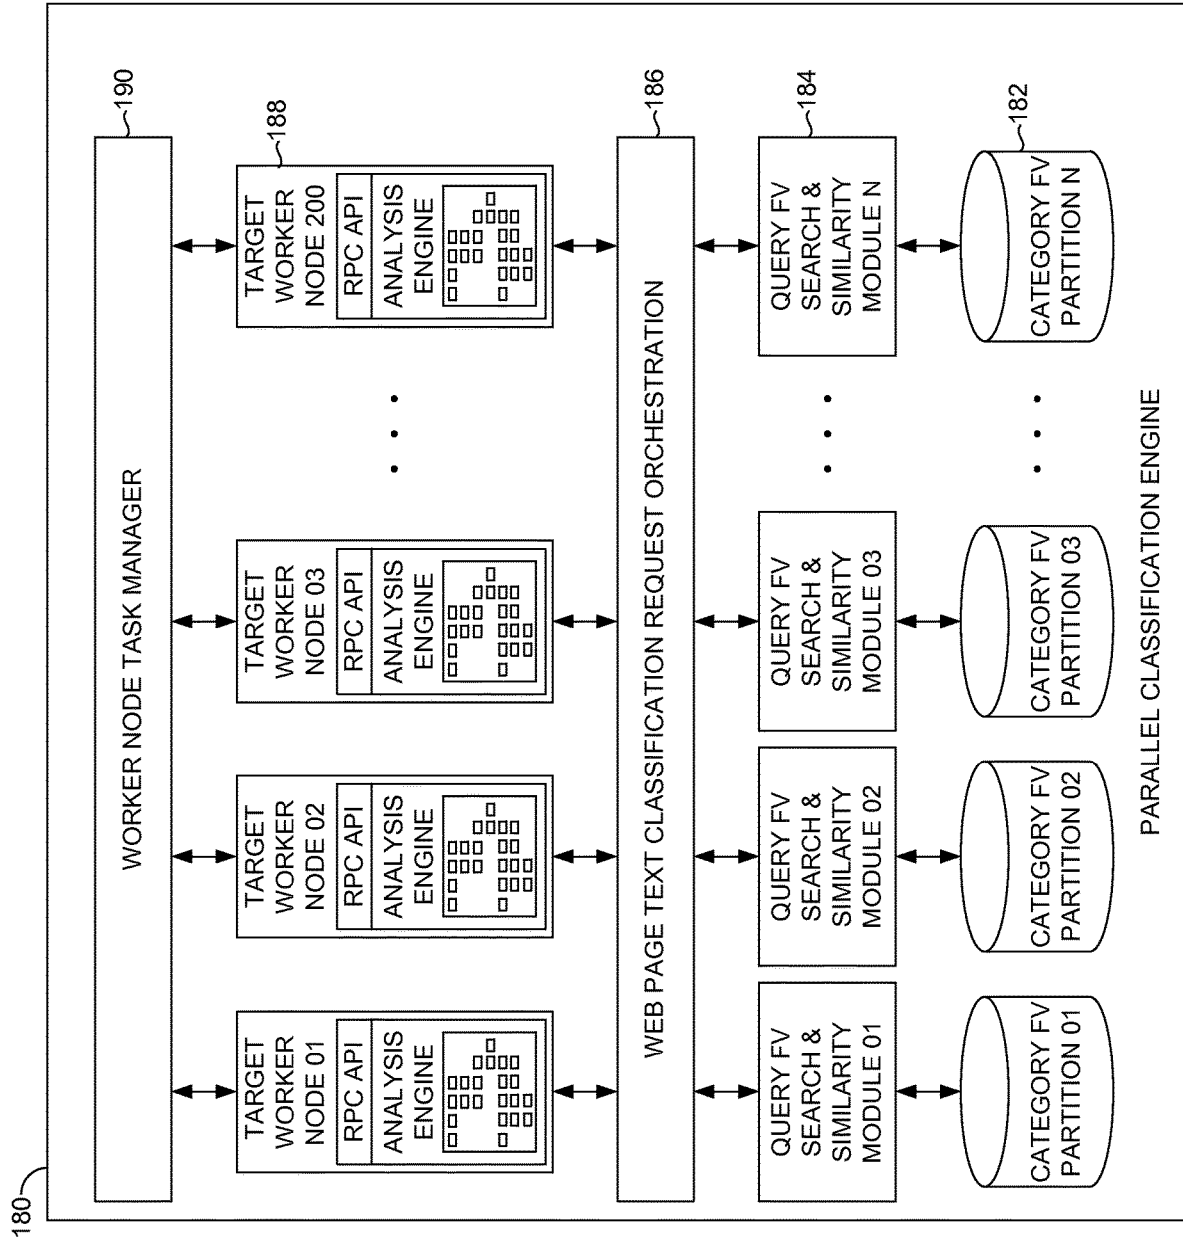 180
WORKER NODE TASK MANAGER
190
TARGET
WORKER
NODE 01
RPC API
ANALYSIS
ENGINE
TARGET
WORKER
NODE 02
RPC API
ANALYSIS
ENGINE
TARGET
WORKER
NODE 03
RPC API
ANALYSIS
ENGINE
TARGET
WORKER
NODE 200
RPC API
ANALYSIS
ENGINE
188
WEB PAGE TEXT CLASSIFICATION REQUEST ORCHESTRATION
186
QUERY FV
SEARCH &
SIMILARITY
MODULE 01
QUERY FV
SEARCH &
SIMILARITY
MODULE 02
QUERY FV
SEARCH &
SIMILARITY
MODULE 03
QUERY FV
SEARCH &
SIMILARITY
MODULE N
184
CATEGORY FV
PARTITION 01
CATEGORY FV
PARTITION 02
CATEGORY FV
PARTITION 03
CATEGORY FV
PARTITION N
182
PARALLEL CLASSIFICATION ENGINE